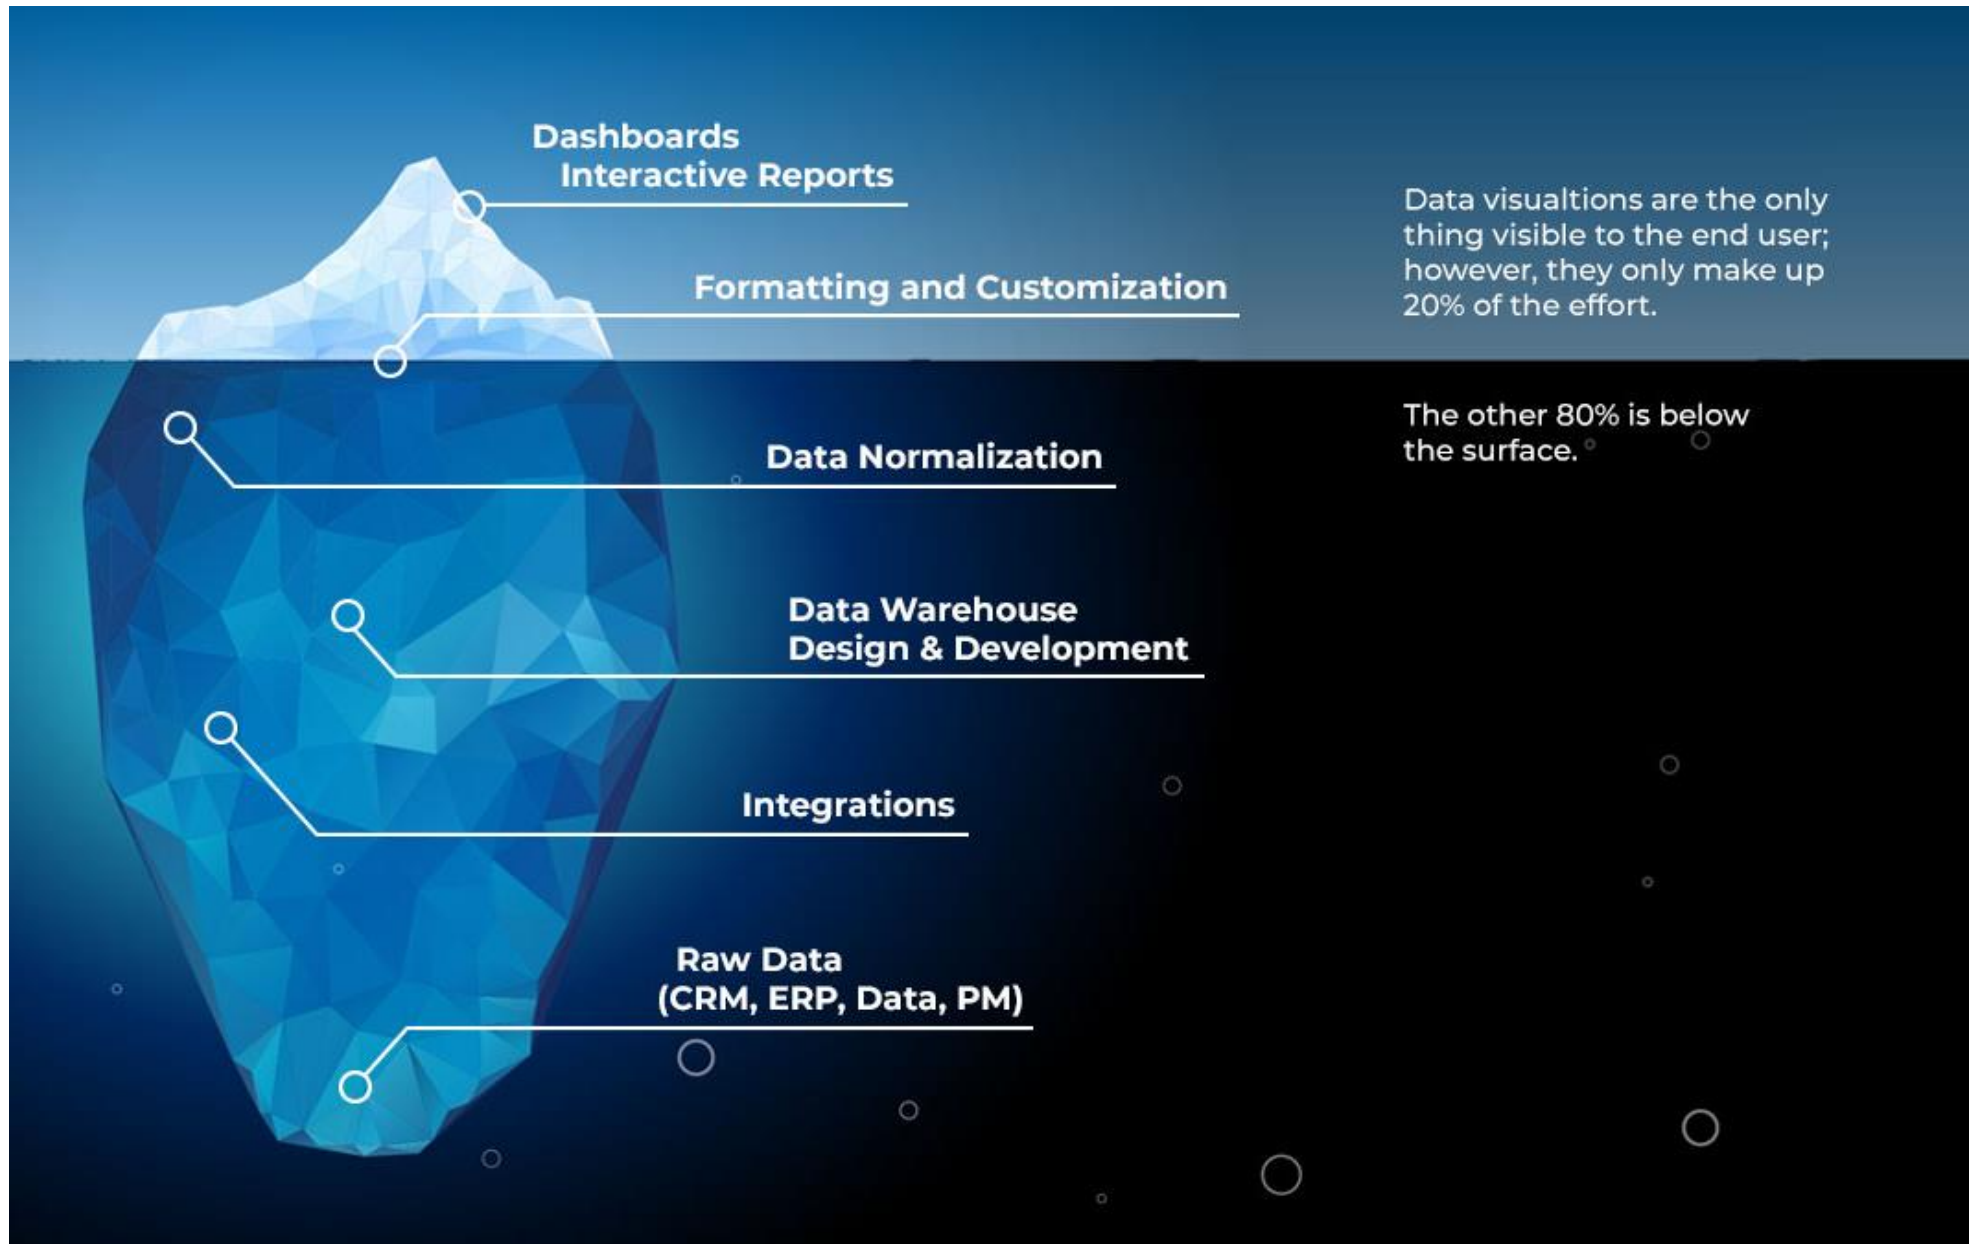 Dashboards
Interactive Reports
Data visualtions are the only
thing visible to the end user;
however, they only make up
20% of the effort.
Formatting and Customization
The other 80% is below
the surface.
Data Normalization
Data Warehouse
Design & Development
Integrations
Raw Data
(CRM, ERP, Data, PM)